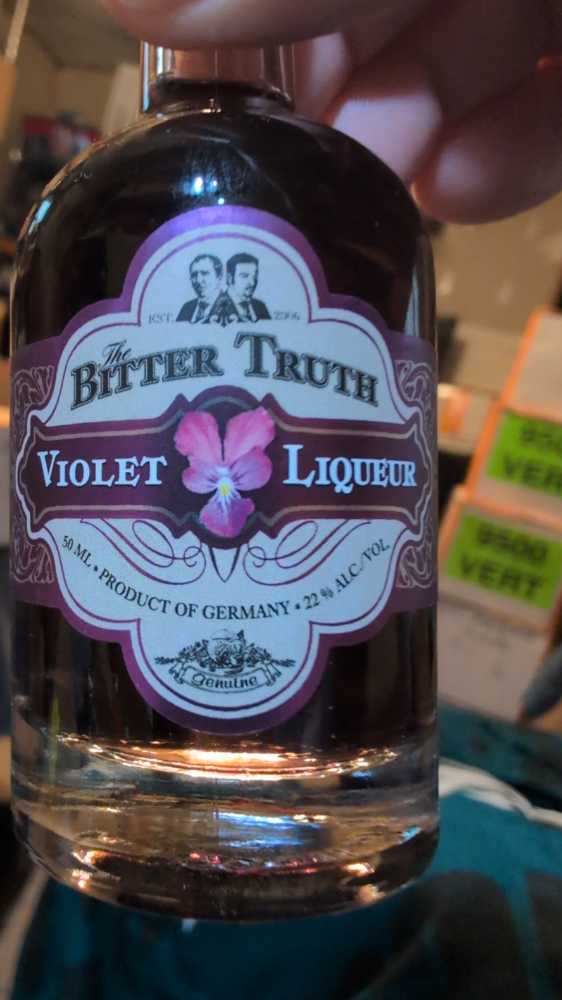 EST. 2006
The
BITTER TRUTH
VIOLET LIQUEUR
50 ML • PRODUCT OF GERMANY • 22% ALC./VOL
Genuine
VERT
9500
VERT